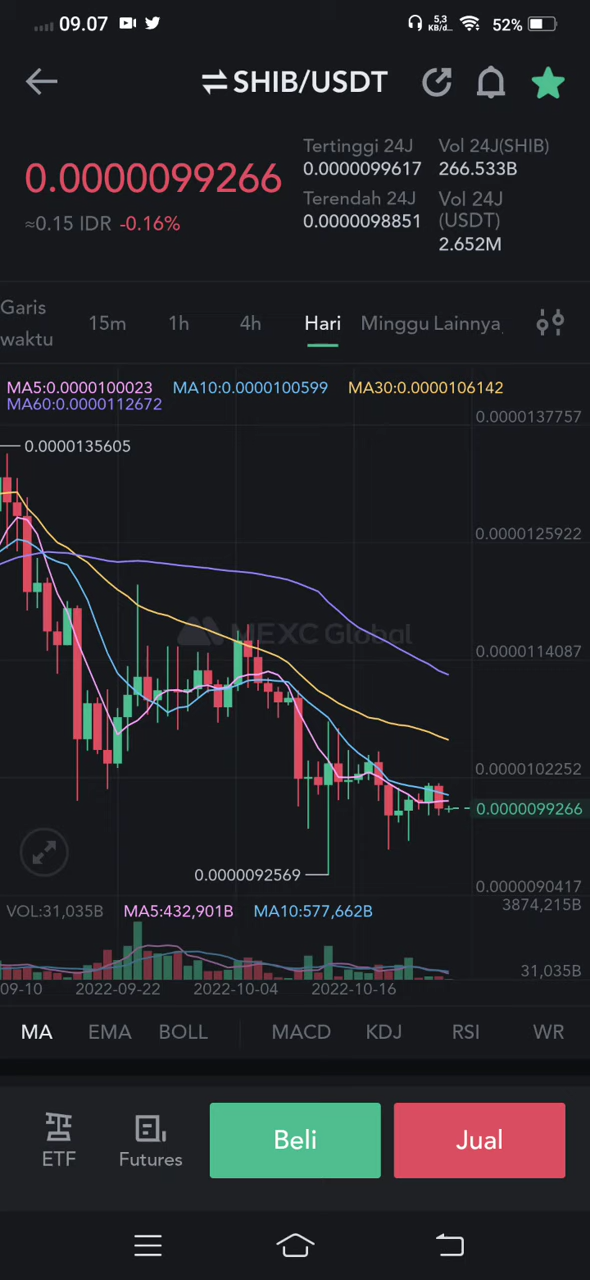 09.07
5,3 KB/d
52%
SHIB/USDT
Tertinggi 24J
Vol 24J(SHIB)
0.0000099617
266.533B
0.0000099266
Terendah 24J
Vol 24J
(USDT)
0.0000098851
2.652M
≈0.15 IDR -0.16%
Garis
waktu
15m
1h
4h
Hari
Minggu
Lainnya
MA5:0.0000100023 MA10:0.0000100599 MA30:0.0000106142
MA60:0.0000112672
0.0000137757
0.0000135605
0.0000125922
MEXC Global
0.0000114087
0.0000102252
0.0000099266
0.0000092569
0.0000090417
VOL:31,035B MA5:432,901B MA10:577,662B
3874,215B
31,035B
09-10
2022-09-22
2022-10-04
2022-10-16
MA
EMA
BOLL
MACD
KDJ
RSI
WR
ETF
Futures
Beli
Jual